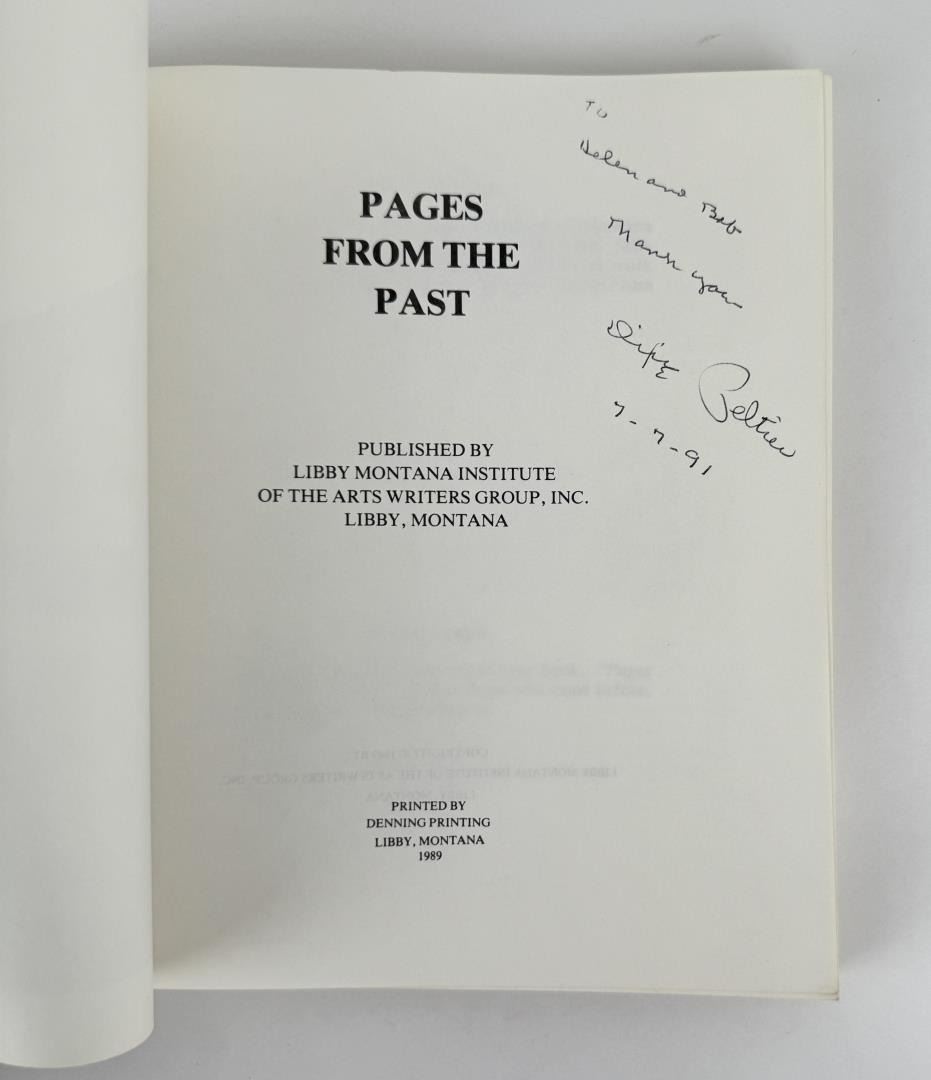 PAGES
FROM THE
PAST
To
Helen and Bob
Thank you
Peltier
7-7-91
PUBLISHED BY
LIBBY MONTANA INSTITUTE
OF THE ARTS WRITERS GROUP, INC.
LIBBY, MONTANA
PRINTED BY
DENNING PRINTING
LIBBY, MONTANA
1989